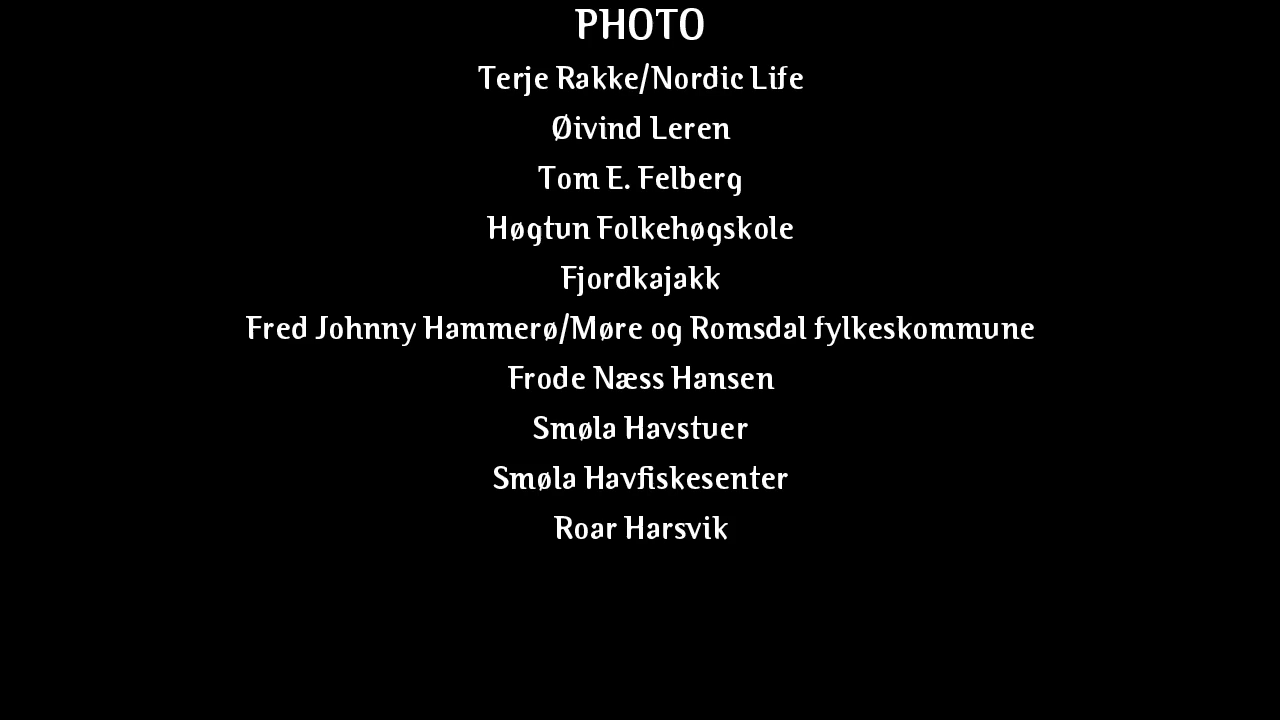 PHOTO
Terje Rakke/Nordic Life
Øivind Leren
Tom E. Felberg
Høgtun Folkehøgskole
Fjordkajakk
Fred Johnny Hammerø/Møre og Romsdal fylkeskommune
Frode Næss Hansen
Smøla Havstuer
Smøla Havfiskesenter
Roar Harsvik